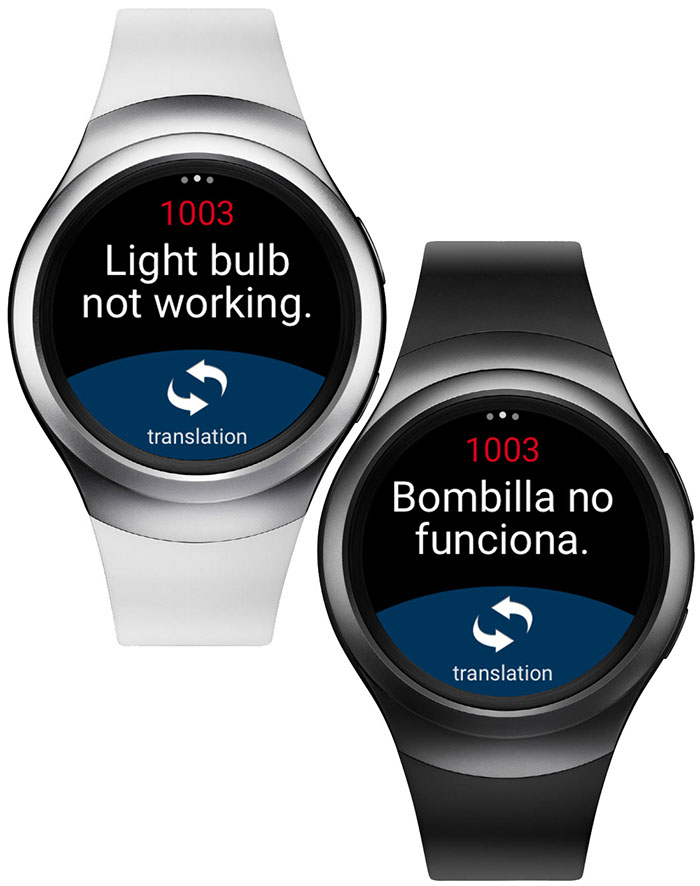 1003
Light bulb
not working.
translation
1003
Bombilla no
funciona.
translation